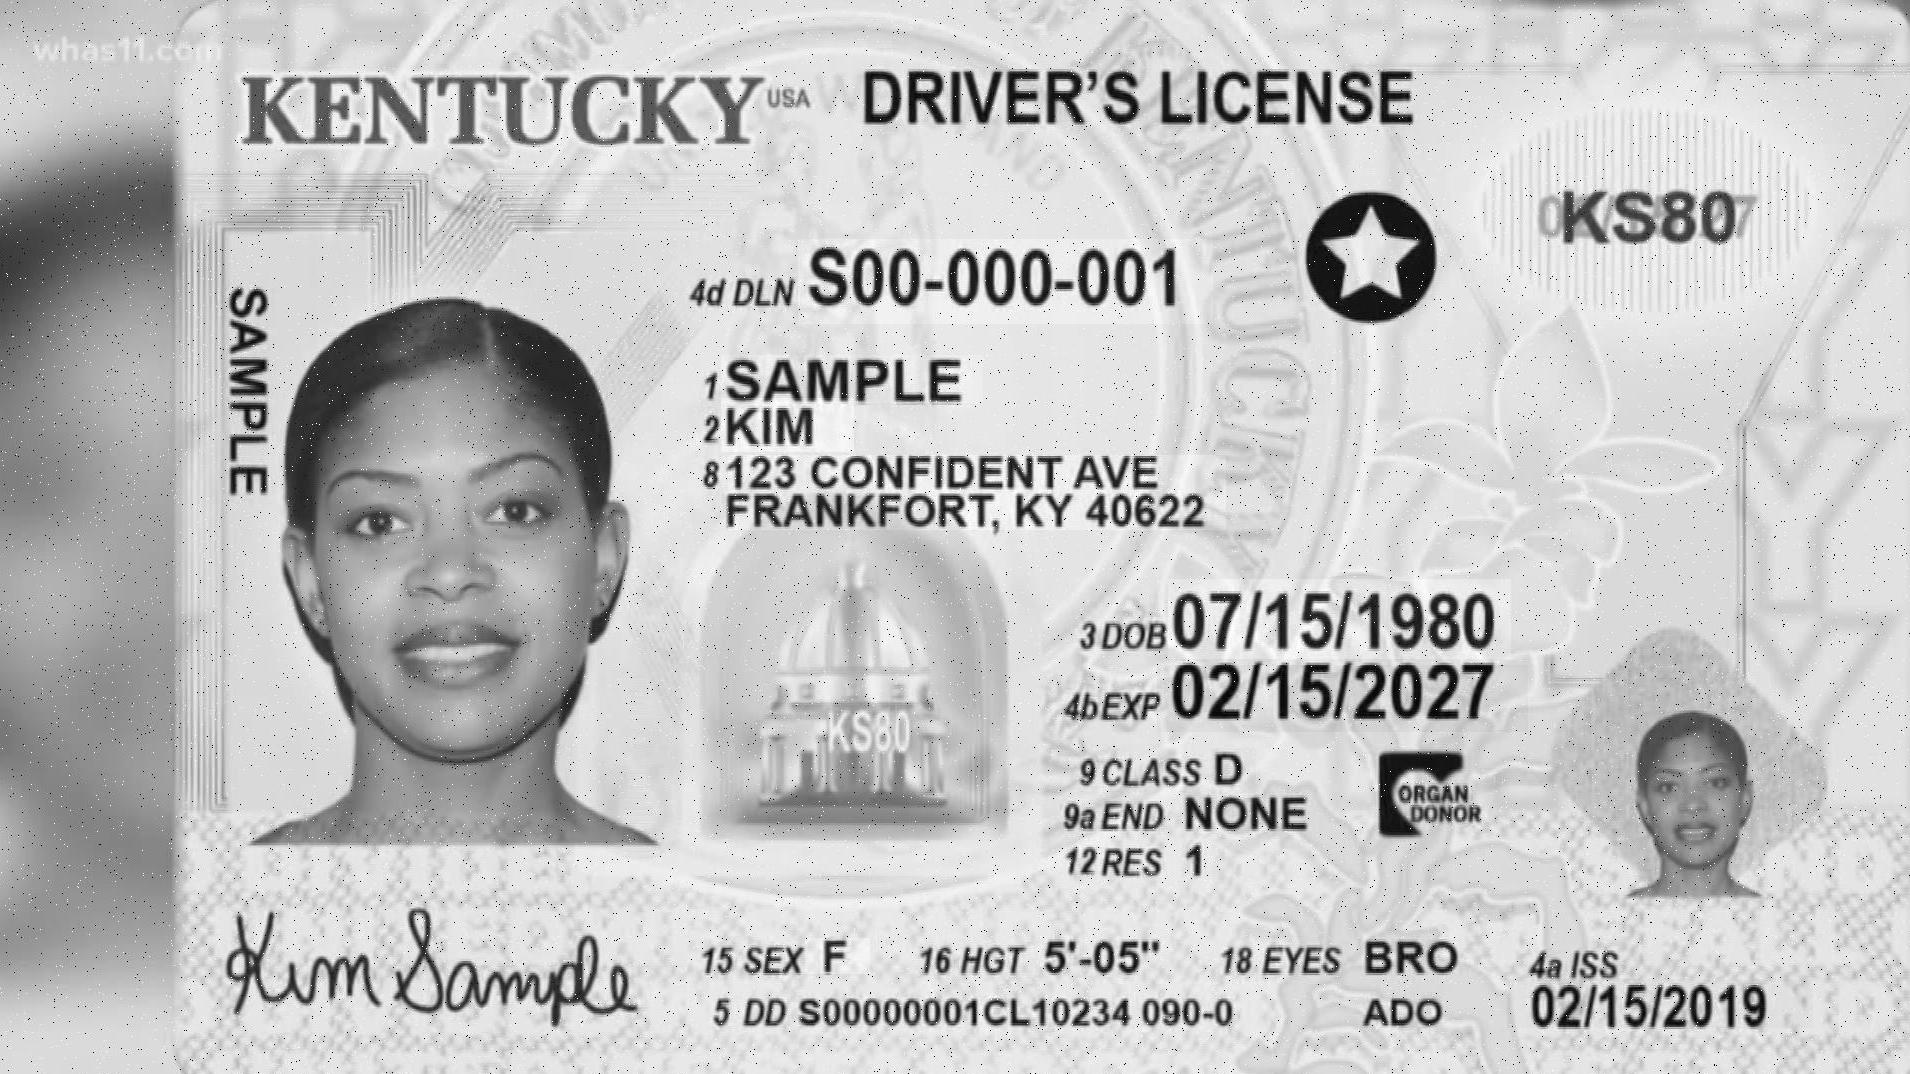 whas11.com
KENTUCKY USA DRIVER'S LICENSE
KS80
SAMPLE
4d DLN S00-000-001
1 SAMPLE
2 KIM
8 123 CONFIDENT AVE
FRANKFORT, KY 40622
3 DOB 07/15/1980
4b EXP 02/15/2027
KS80
9 CLASS D
9a END NONE
12 RES 1
ORGAN
DONOR
Kim Sample
15 SEX F 16 HGT 5'-05" 18 EYES BRO
4a ISS
02/15/2019
5 DD S00000001CL10234 090-0 ADO